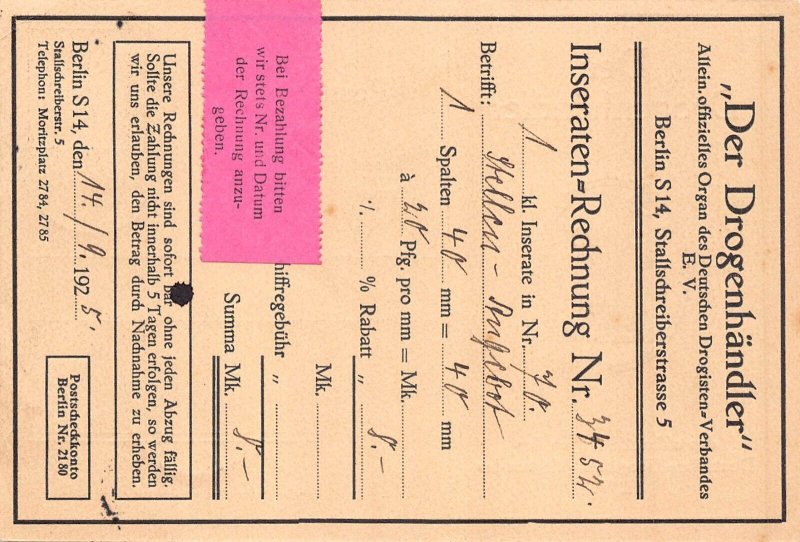 „Der Drogenhändler"
Allein. offizielles Organ des Deutschen Drogisten-Verbandes
E. V.
Berlin S 14, Stallschreiberstrasse 5
Inseraten-Rechnung Nr. 3452.
1 kl. Inserate in Nr. 70.
Betrifft: Stellen-Angebot
1 Spalten 40 mm = 40 mm
à 20 Pfg. pro mm = Mk. 8.-
% Rabatt „
Mk.
hiffregebühr „
Summa Mk. 8.-
Bei Bezahlung bitten
wir stets Nr. und Datum
der Rechnung anzu-
geben.
Unsere Rechnungen sind sofort bar ohne jeden Abzug fällig.
Sollte die Zahlung nicht innerhalb 5 Tagen erfolgen, so werden
wir uns erlauben, den Betrag durch Nachnahme zu erheben.
Berlin S 14, den 14./9. 1925.
Stallschreiberstr. 5
Telephon: Moritzplatz 2784, 2785
Postscheckkonto
Berlin Nr. 2180